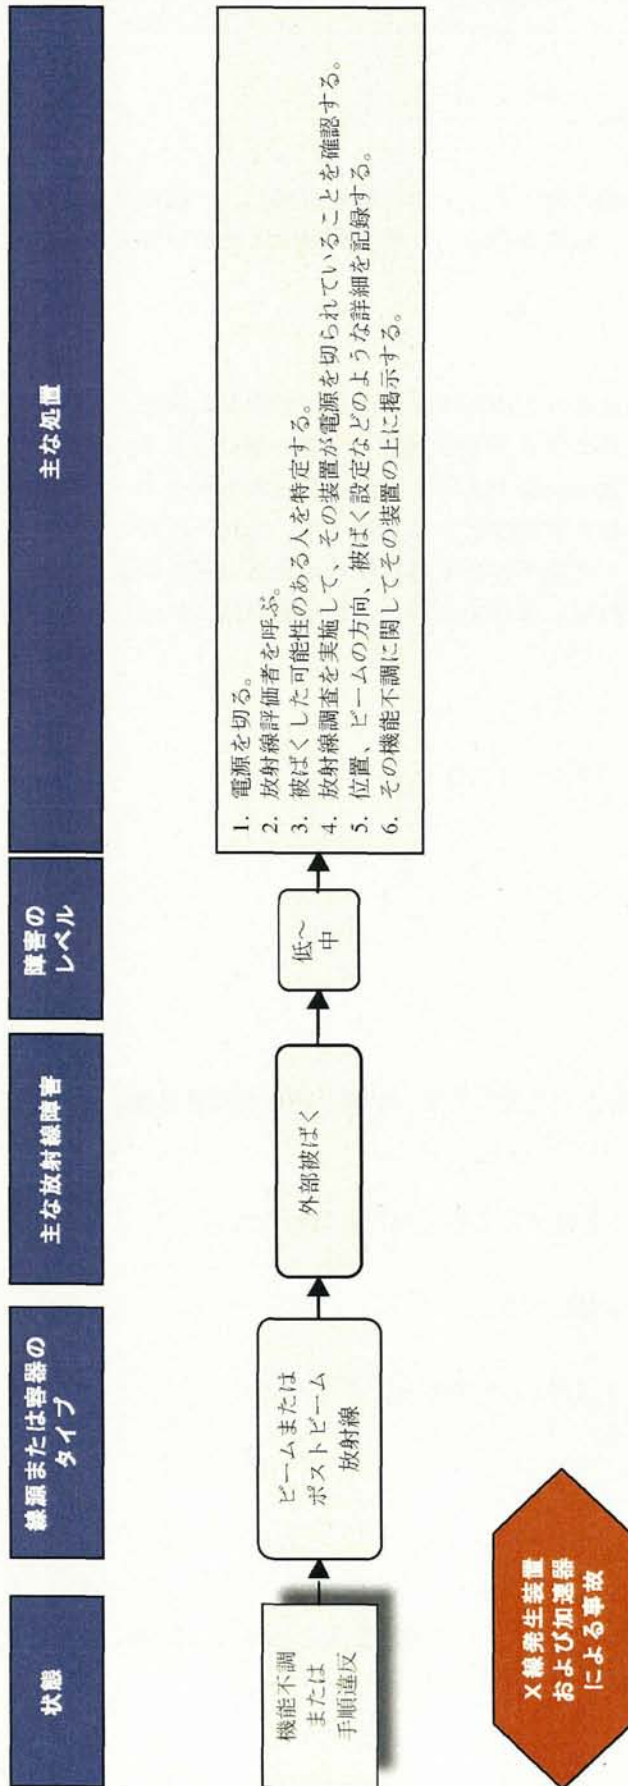 状態
線源または容器の
タイプ
主な放射線障害
障害の
レベル
主な処置
機能不調
または
手順違反
ビームまたは
ポストビーム
放射線
外部被ばく
低～
中
1. 電源を切る。
2. 放射線評価者を呼ぶ。
3. 被ばくした可能性のある人を特定する。
4. 放射線調査を実施して、その装置が電源を切られていることを確認する。
5. 位置、ビームの方向、被ばく設定などのような詳細を記録する。
6. その機能不調に関してその装置の上に掲示する。
X線発生装置
および加速器
による事故